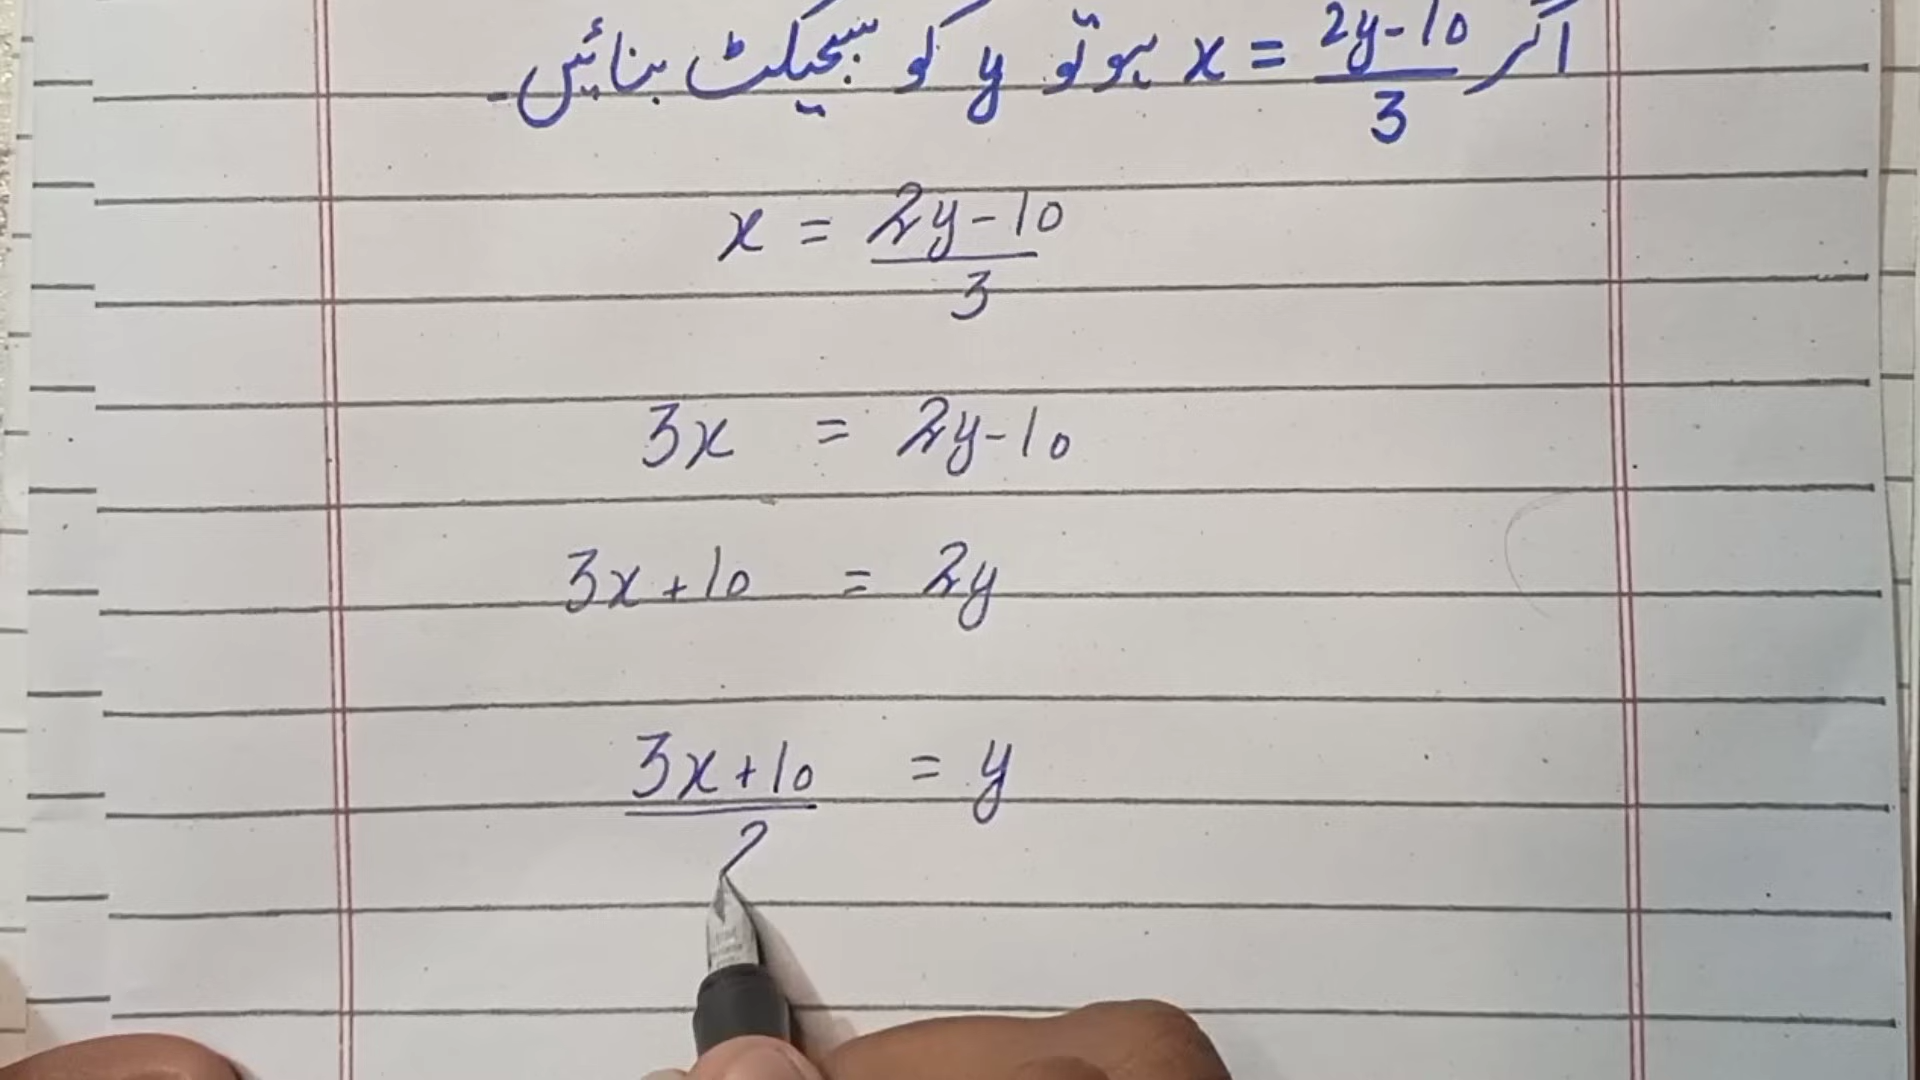 اگر x = (2y-10)/3 ہو تو y کو سبجیکٹ بنائیں۔
x = (2y-10)/3
3x = 2y-10
3x+10 = 2y
(3x+10)/2 = y